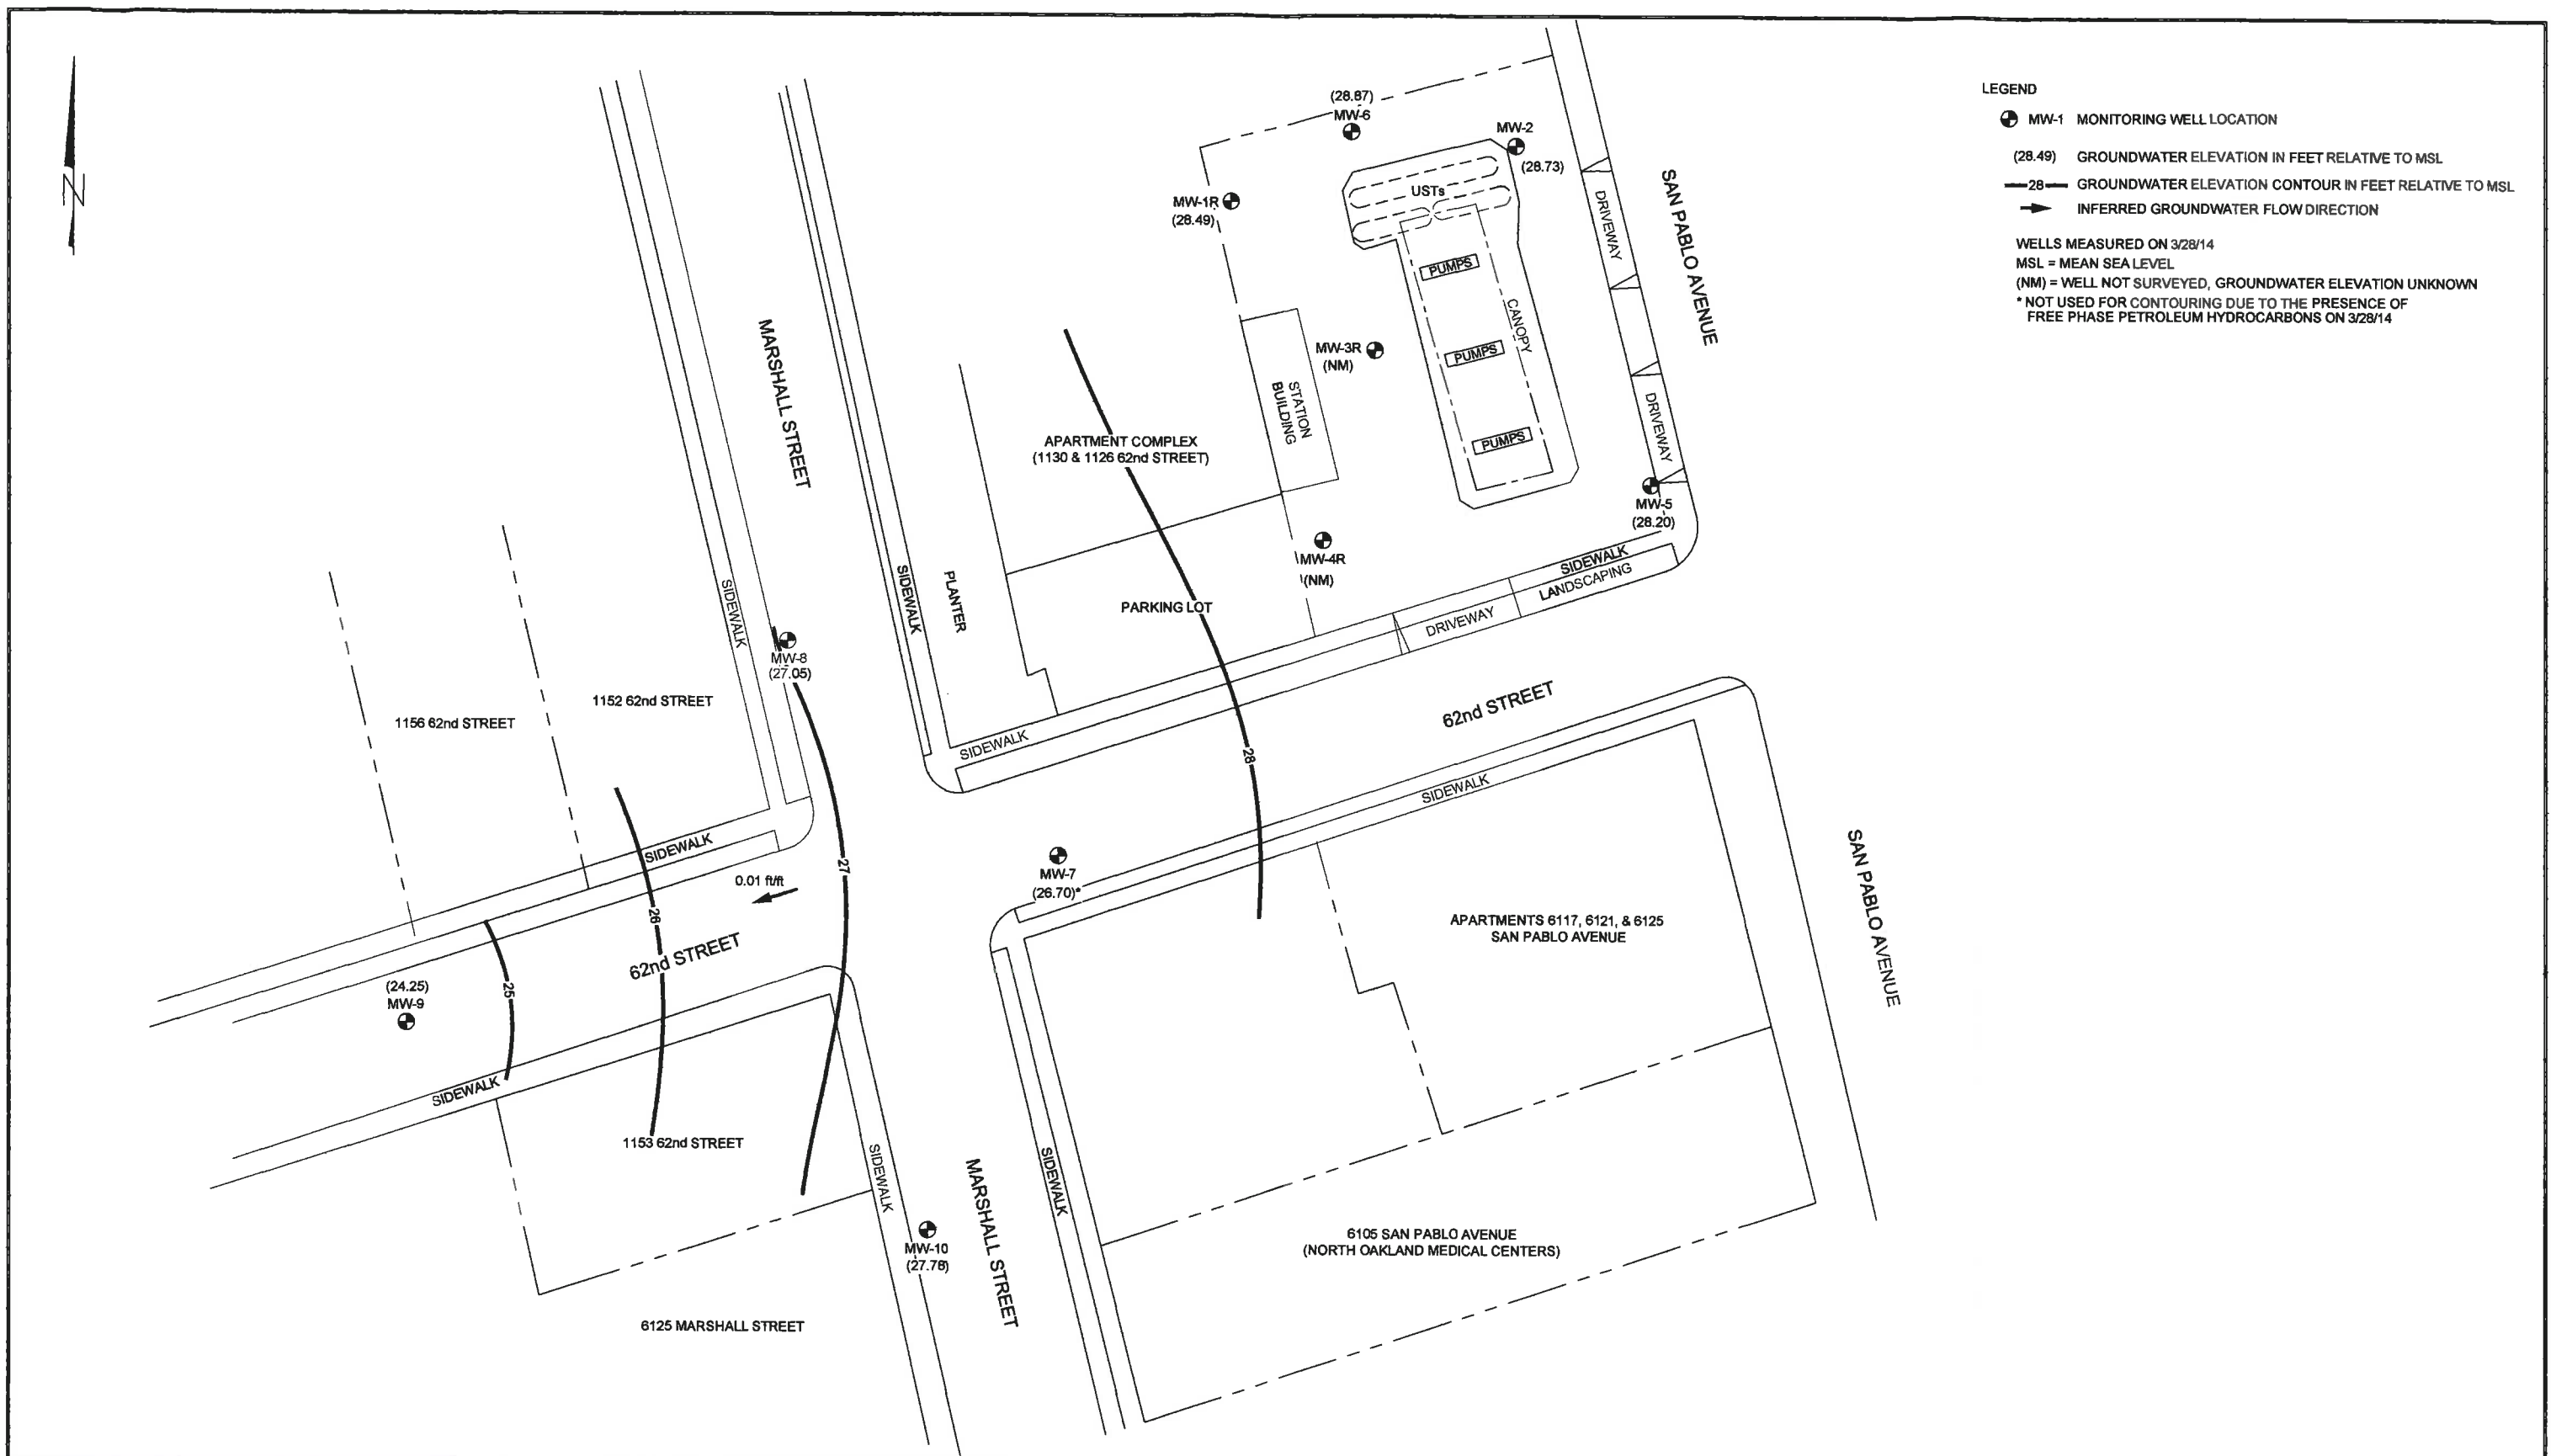 N
(28.87)
MW-6
MW-2
(28.73)
USTs
MW-1R
(28.49)
PUMPS
PUMPS
PUMPS
CANOPY
DRIVEWAY
DRIVEWAY
SAN PABLO AVENUE
MW-3R
(NM)
STATION
BUILDING
MARSHALL STREET
APARTMENT COMPLEX
(1130 & 1126 62nd STREET)
MW-5
(28.20)
MW-4R
(NM)
SIDEWALK
LANDSCAPING
DRIVEWAY
PARKING LOT
SIDEWALK
SIDEWALK
PLANTER
MW-8
(27.05)
1152 62nd STREET
1156 62nd STREET
62nd STREET
SIDEWALK
28
SIDEWALK
SIDEWALK
27
0.01 ft/ft
26
62nd STREET
25
MW-7
(26.70)*
APARTMENTS 6117, 6121, & 6125
SAN PABLO AVENUE
SAN PABLO AVENUE
(24.25)
MW-9
SIDEWALK
1153 62nd STREET
SIDEWALK
SIDEWALK
MARSHALL STREET
MW-10
(27.78)
6105 SAN PABLO AVENUE
(NORTH OAKLAND MEDICAL CENTERS)
6125 MARSHALL STREET
LEGEND
MW-1 MONITORING WELL LOCATION
(28.49) GROUNDWATER ELEVATION IN FEET RELATIVE TO MSL
28 GROUNDWATER ELEVATION CONTOUR IN FEET RELATIVE TO MSL
INFERRED GROUNDWATER FLOW DIRECTION
WELLS MEASURED ON 3/28/14
MSL = MEAN SEA LEVEL
(NM) = WELL NOT SURVEYED, GROUNDWATER ELEVATION UNKNOWN
* NOT USED FOR CONTOURING DUE TO THE PRESENCE OF
FREE PHASE PETROLEUM HYDROCARBONS ON 3/28/14